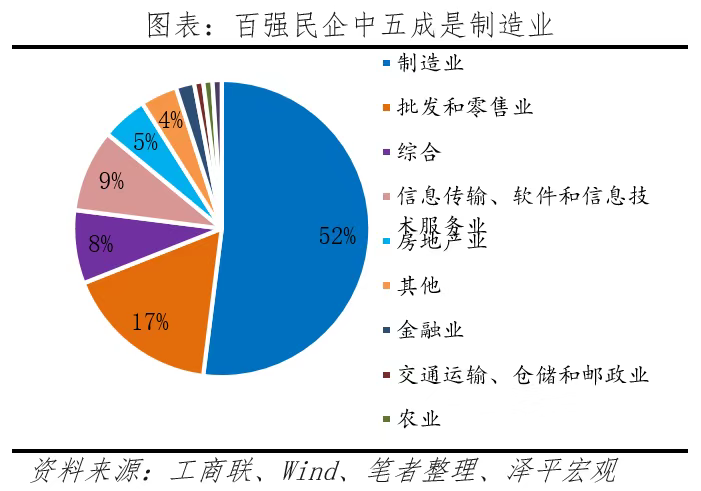 图表：百强民企中五成是制造业
52%
17%
8%
9%
5%
4%
制造业
批发和零售业
综合
信息传输、软件和信息技
术服务业
房地产业
其他
金融业
交通运输、仓储和邮政业
农业
资料来源：工商联、Wind、笔者整理、泽平宏观